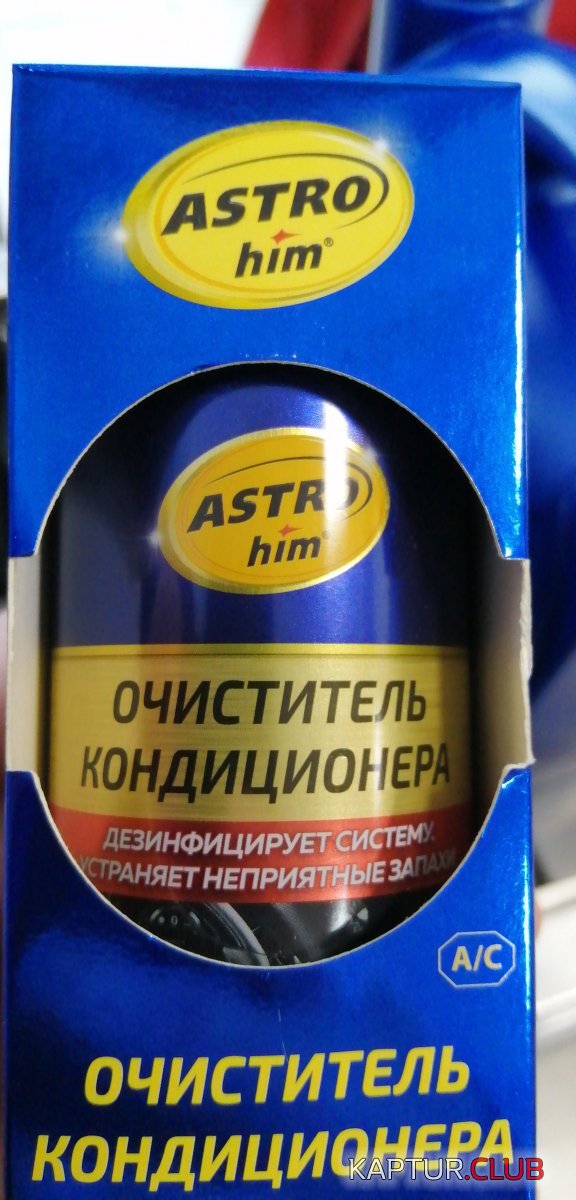 ASTRO
him®
ASTRO
him®
ОЧИСТИТЕЛЬ
КОНДИЦИОНЕРА
ДЕЗИНФИЦИРУЕТ СИСТЕМУ.
УСТРАНЯЕТ НЕПРИЯТНЫЕ ЗАПАХИ
A/C
ОЧИСТИТЕЛЬ
КОНДИЦИОНЕРА
KAPTUR.CLUB